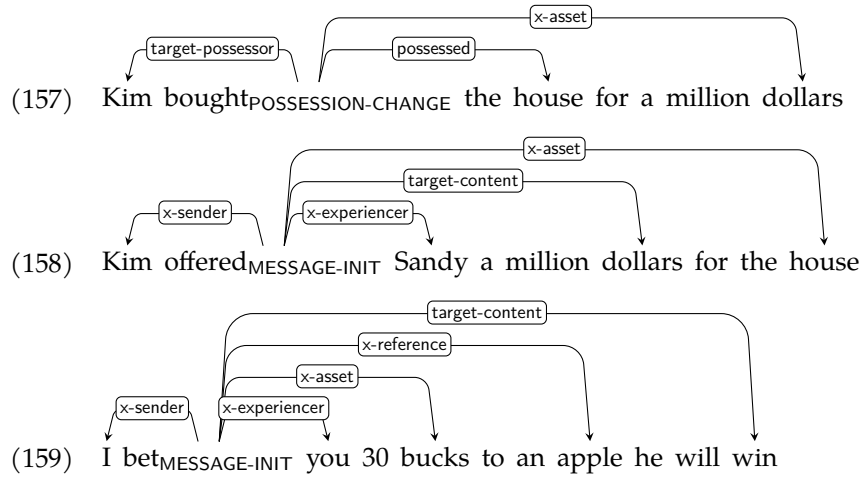 x-asset
target-possessor possessed
(157) Kim bought POSSESSION-CHANGE the house for a million dollars
x-asset
target-content
x-sender x-experiencer
(158) Kim offered MESSAGE-INIT Sandy a million dollars for the house
target-content
x-reference
x-asset
x-sender x-experiencer
(159) I bet MESSAGE-INIT you 30 bucks to an apple he will win